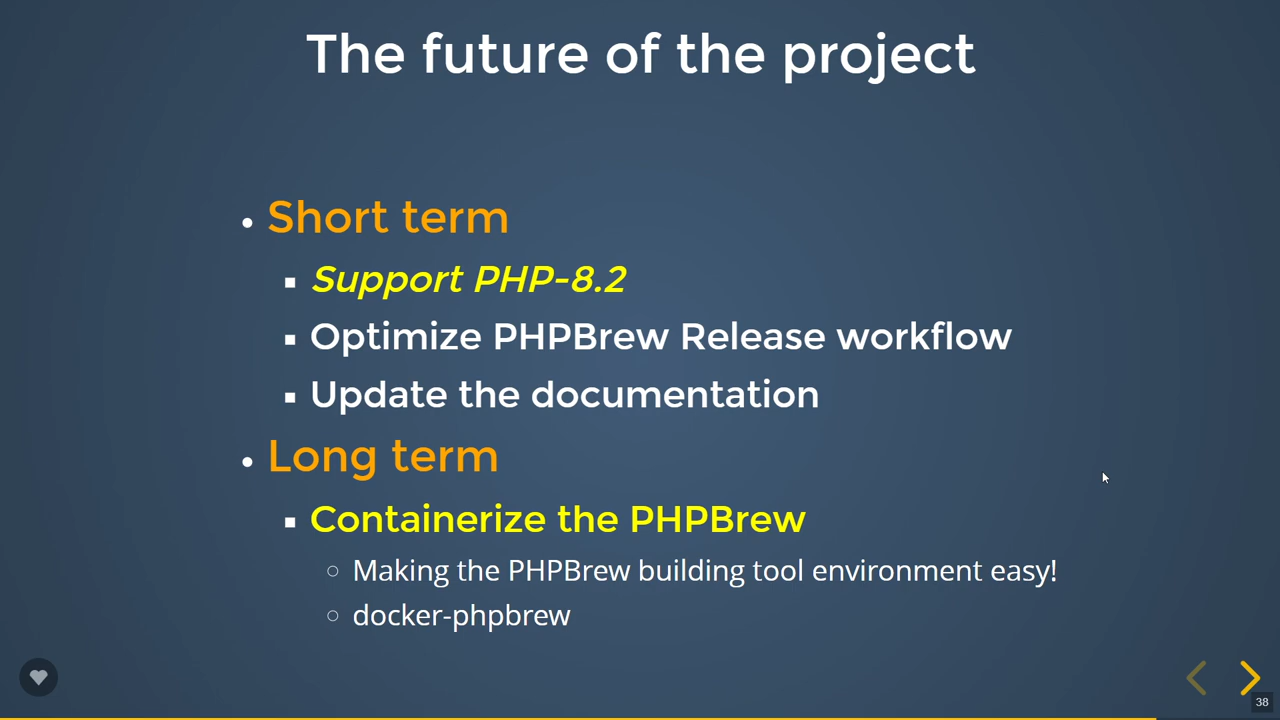 The future of the project
Short term
Support PHP-8.2
Optimize PHPBrew Release workflow
Update the documentation
Long term
Containerize the PHPBrew
Making the PHPBrew building tool environment easy!
docker-phpbrew
38